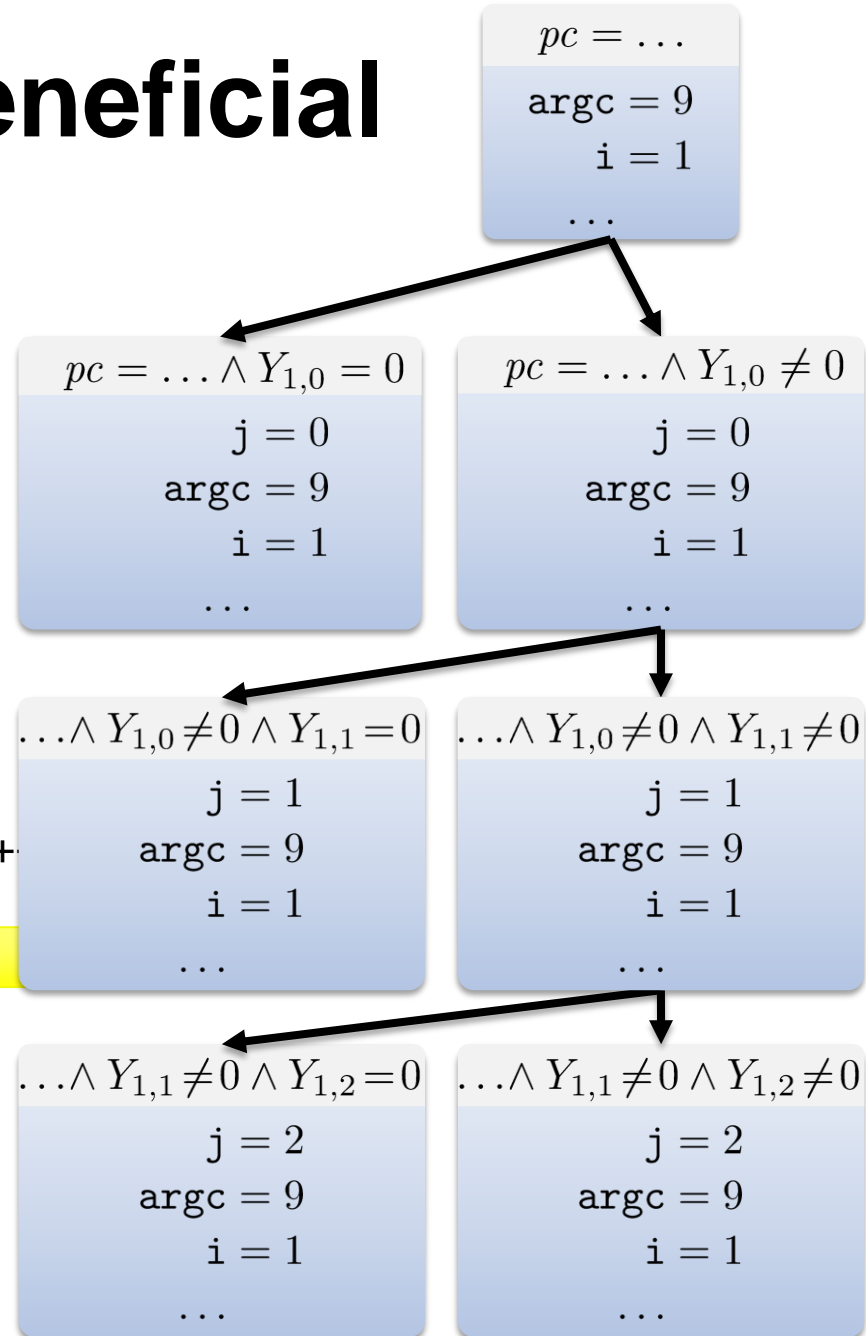 eneficial
pc = ...
argc = 9
i = 1
...
pc = ... ∧ Y₁,₀ = 0
j = 0
argc = 9
i = 1
...
pc = ... ∧ Y₁,₀ ≠ 0
j = 0
argc = 9
i = 1
...
...∧ Y₁,₀ ≠ 0 ∧ Y₁,₁ = 0
j = 1
argc = 9
i = 1
...
...∧ Y₁,₀ ≠ 0 ∧ Y₁,₁ ≠ 0
j = 1
argc = 9
i = 1
...
+
...∧ Y₁,₁ ≠ 0 ∧ Y₁,₂ = 0
j = 2
argc = 9
i = 1
...
...∧ Y₁,₁ ≠ 0 ∧ Y₁,₂ ≠ 0
j = 2
argc = 9
i = 1
...